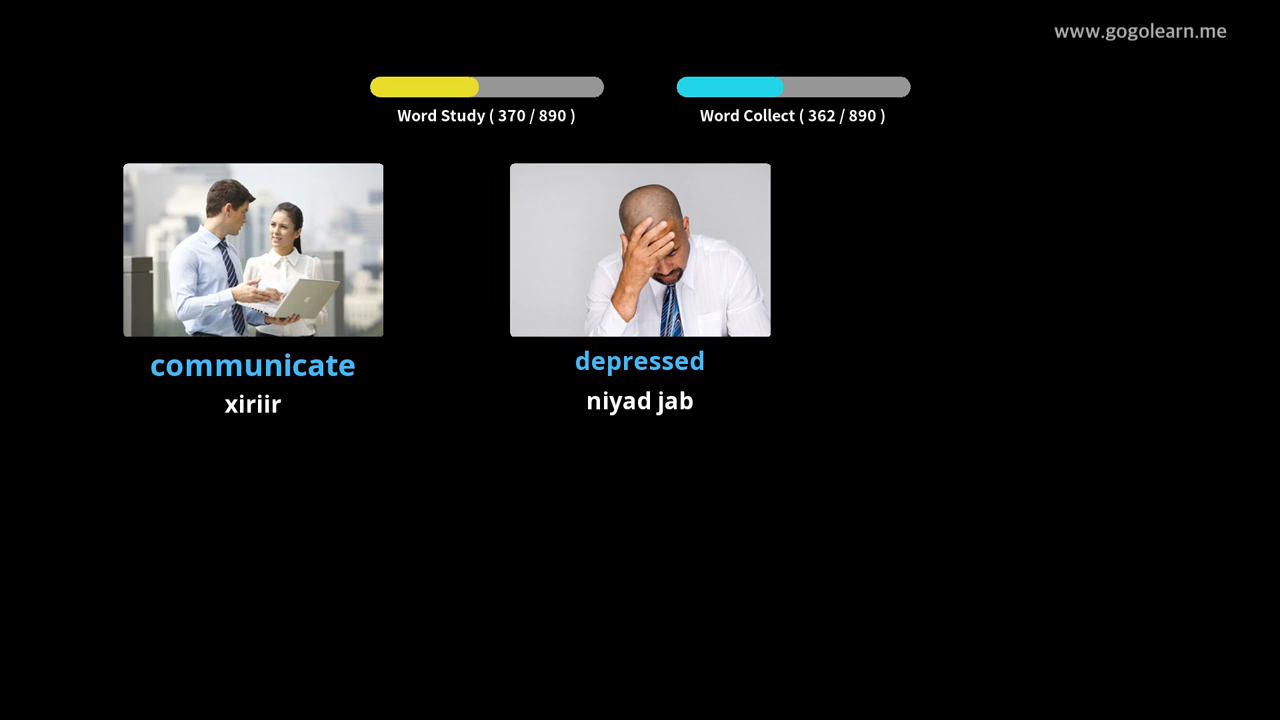 www.gogolearn.me
Word Study ( 370 / 890 )
Word Collect ( 362 / 890 )
communicate
xiriir
depressed
niyad jab